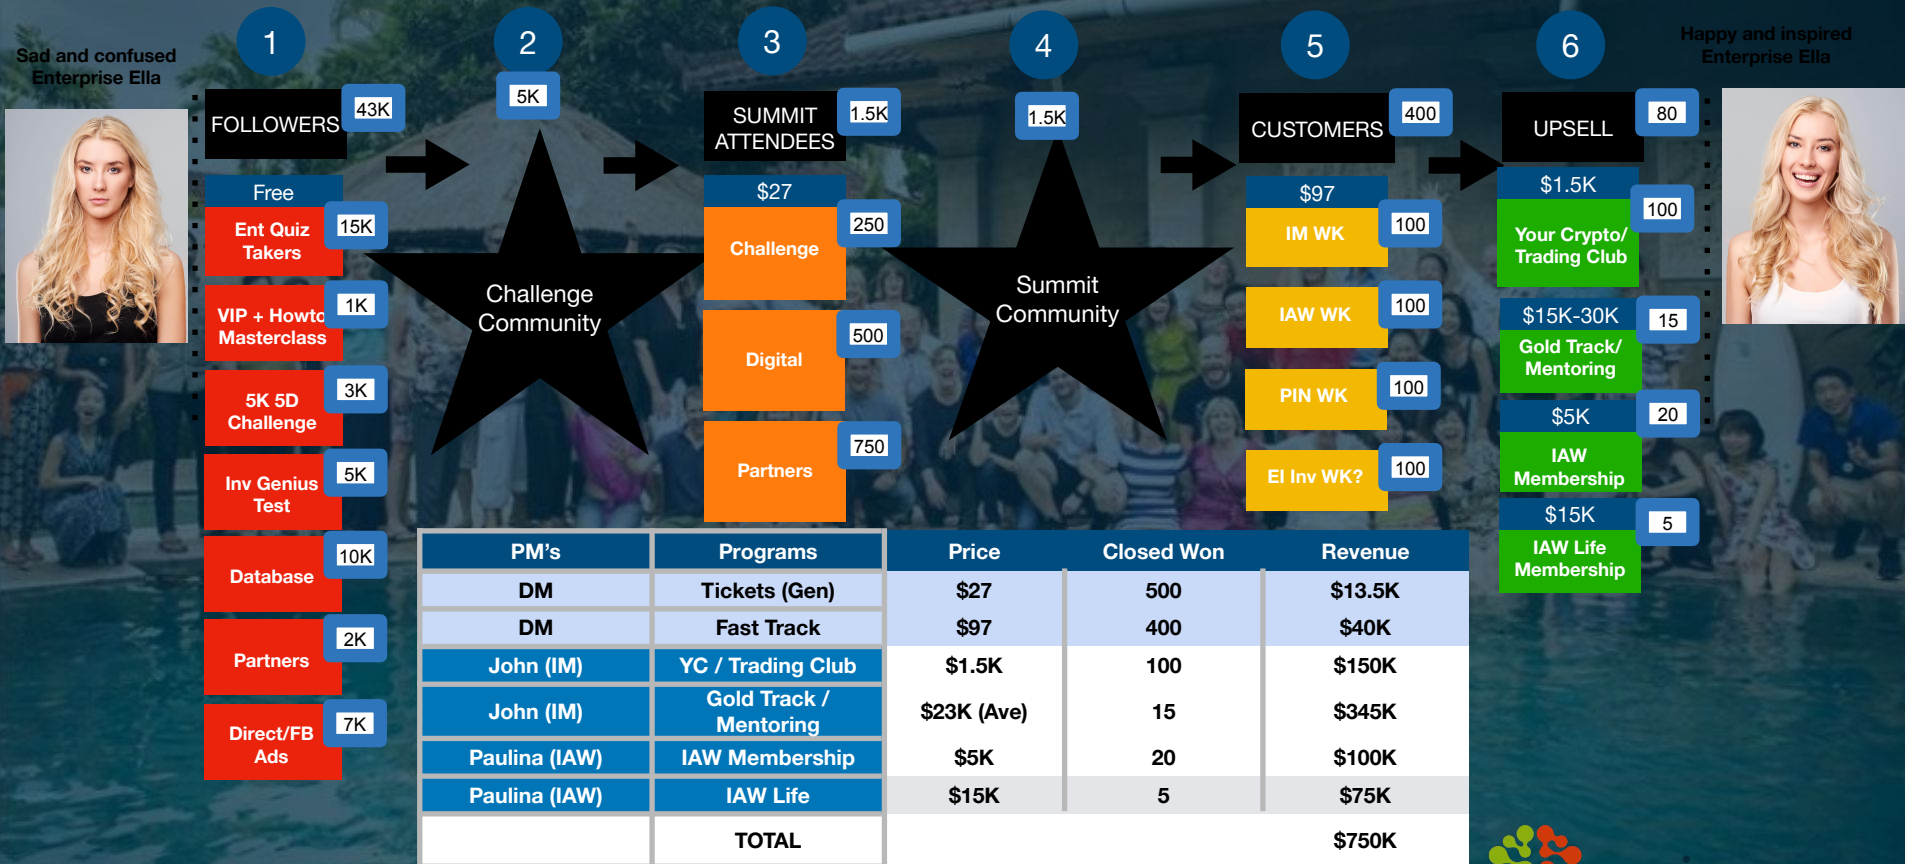 1
2
3
4
5
6
Sad and confused
Enterprise Ella
Happy and inspired
Enterprise Ella
FOLLOWERS
43K
5K
SUMMIT
ATTENDEES
1.5K
1.5K
CUSTOMERS
400
UPSELL
80
Free
Ent Quiz
Takers
15K
VIP + Howto
Masterclass
1K
5K 5D
Challenge
3K
Inv Genius
Test
5K
Database
10K
Partners
2K
Direct/FB
Ads
7K
Challenge
Community
$27
Challenge
250
Digital
500
Partners
750
Summit
Community
$97
IM WK
100
IAW WK
100
PIN WK
100
EI Inv WK?
100
$1.5K
Your Crypto/
Trading Club
100
$15K-30K
Gold Track/
Mentoring
15
$5K
IAW
Membership
20
$15K
IAW Life
Membership
5
PM's Programs Price Closed Won Revenue
DM Tickets (Gen) $27 500 $13.5K
DM Fast Track $97 400 $40K
John (IM) YC / Trading Club $1.5K 100 $150K
John (IM) Gold Track /
Mentoring $23K (Ave) 15 $345K
Paulina (IAW) IAW Membership $5K 20 $100K
Paulina (IAW) IAW Life $15K 5 $75K
TOTAL $750K